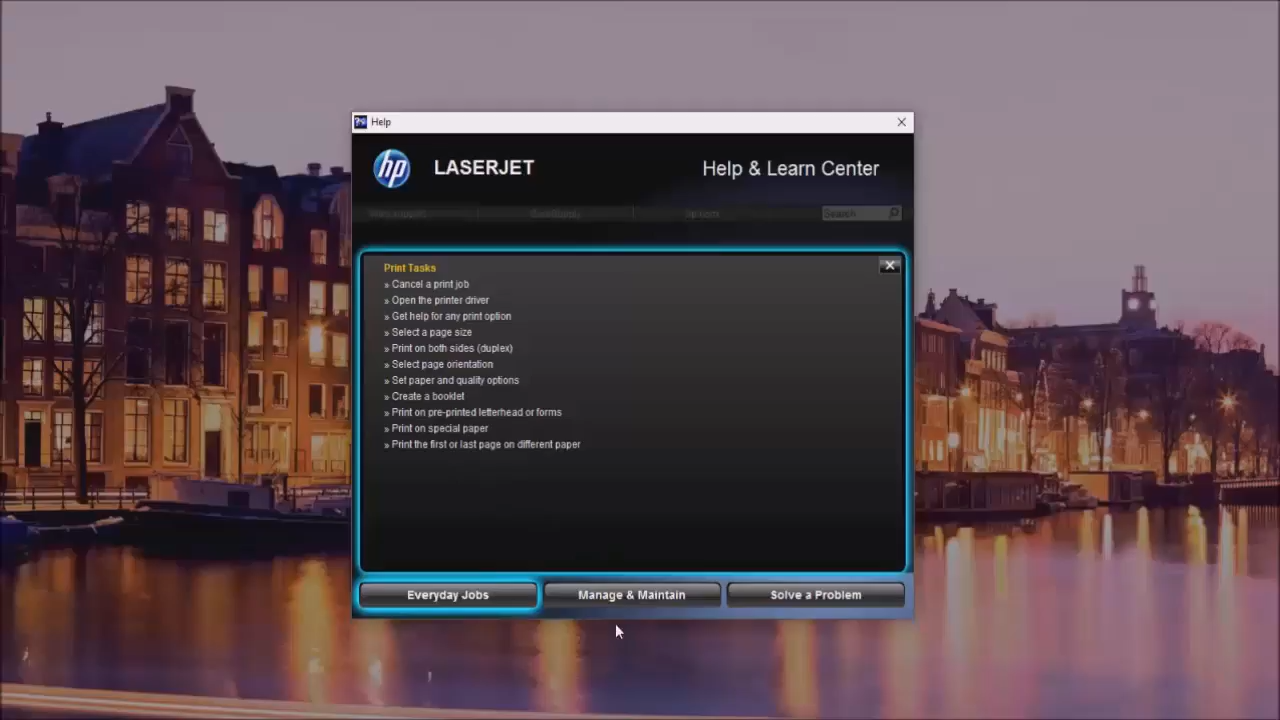 Help
hp LASERJET Help & Learn Center
Search
Print Tasks
» Cancel a print job
» Open the printer driver
» Get help for any print option
» Select a page size
» Print on both sides (duplex)
» Select page orientation
» Set paper and quality options
» Create a booklet
» Print on pre-printed letterhead or forms
» Print on special paper
» Print the first or last page on different paper
Everyday Jobs Manage & Maintain Solve a Problem